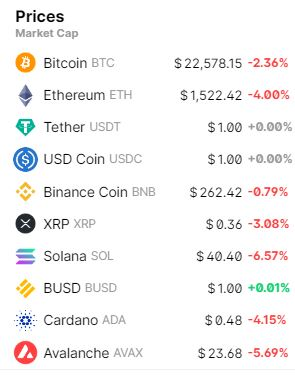 Prices
Market Cap
Bitcoin BTC $22,578.15 -2.36%
Ethereum ETH $1,522.42 -4.00%
Tether USDT $1.00 +0.00%
USD Coin USDC $1.00 +0.00%
Binance Coin BNB $262.42 -0.79%
XRP XRP $0.36 -3.08%
Solana SOL $40.40 -6.57%
BUSD BUSD $1.00 +0.01%
Cardano ADA $0.48 -4.15%
Avalanche AVAX $23.68 -5.69%